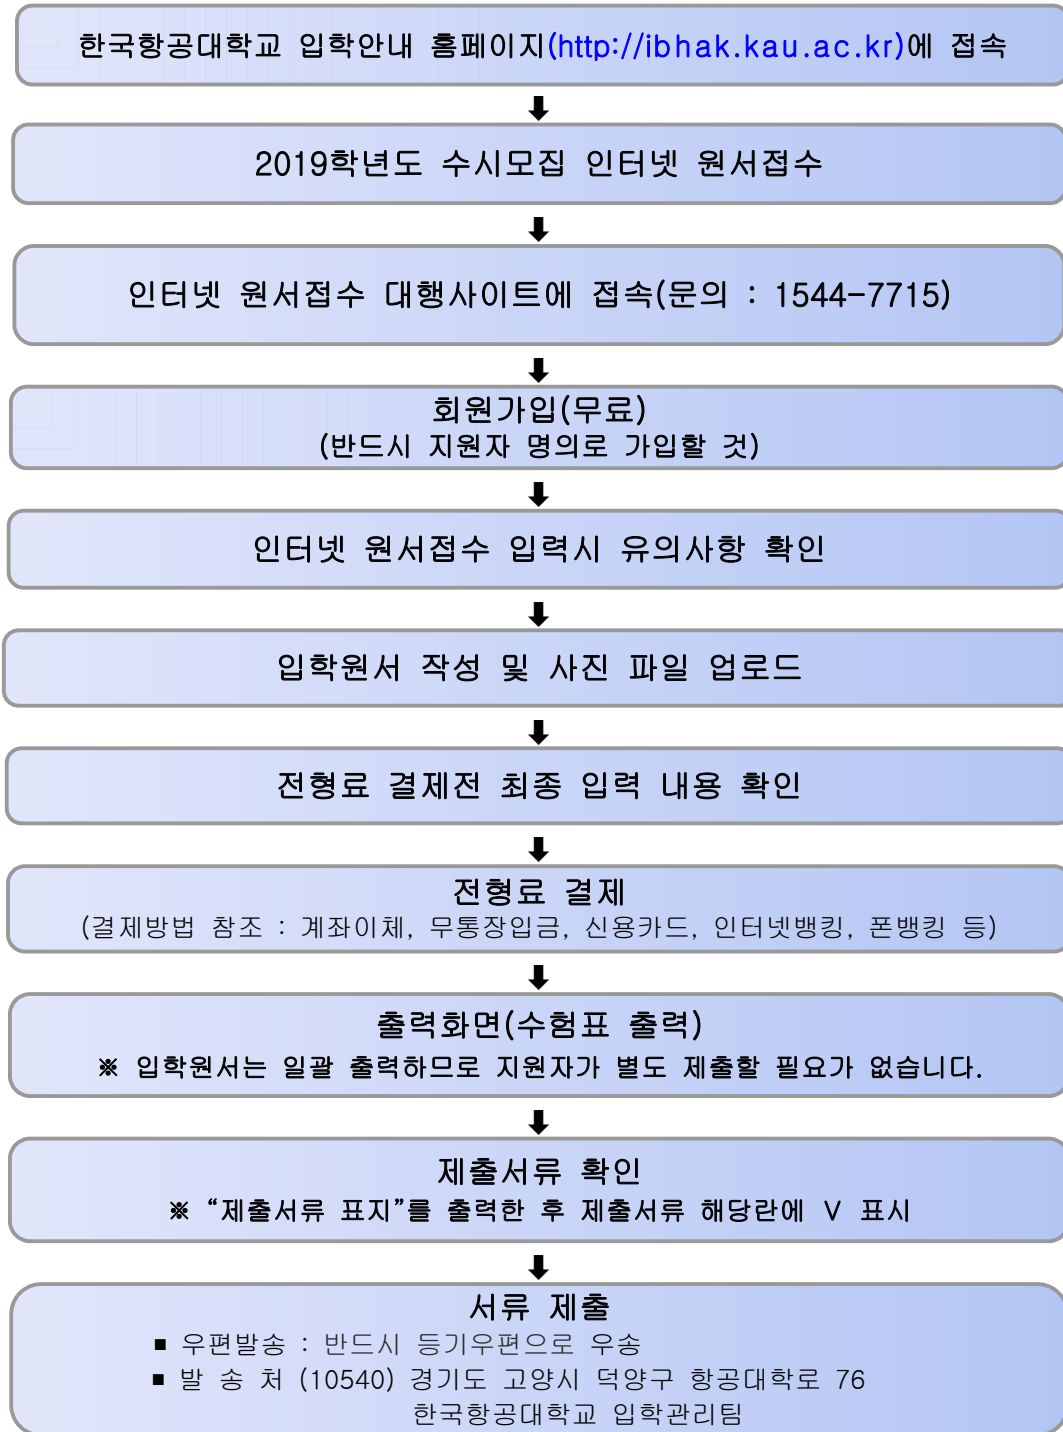 한국항공대학교 입학안내 홈페이지(http://ibhak.kau.ac.kr)에 접속
2019학년도 수시모집 인터넷 원서접수
인터넷 원서접수 대행사이트에 접속(문의 : 1544-7715)
회원가입(무료)
(반드시 지원자 명의로 가입할 것)
인터넷 원서접수 입력시 유의사항 확인
입학원서 작성 및 사진 파일 업로드
전형료 결제전 최종 입력 내용 확인
전형료 결제
(결제방법 참조 : 계좌이체, 무통장입금, 신용카드, 인터넷뱅킹, 폰뱅킹 등)
출력화면(수험표 출력)
※ 입학원서는 일괄 출력하므로 지원자가 별도 제출할 필요가 없습니다.
제출서류 확인
※ “제출서류 표지”를 출력한 후 제출서류 해당란에 V 표시
서류 제출
■ 우편발송 : 반드시 등기우편으로 우송
■ 발 송 처 (10540) 경기도 고양시 덕양구 항공대학로 76
한국항공대학교 입학관리팀